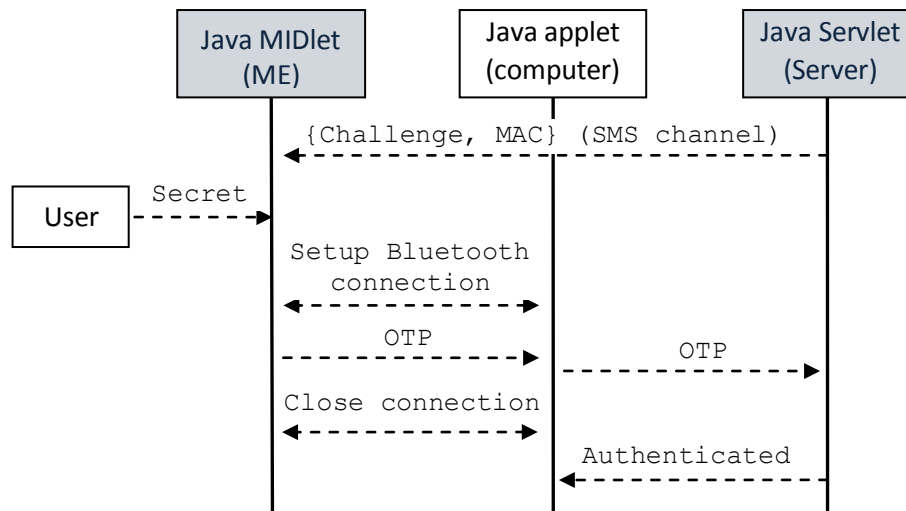 Java MIDlet
(ME)
Java applet
(computer)
Java Servlet
(Server)
{Challenge, MAC} (SMS channel)
Secret
User
Setup Bluetooth
connection
OTP
OTP
Close connection
Authenticated